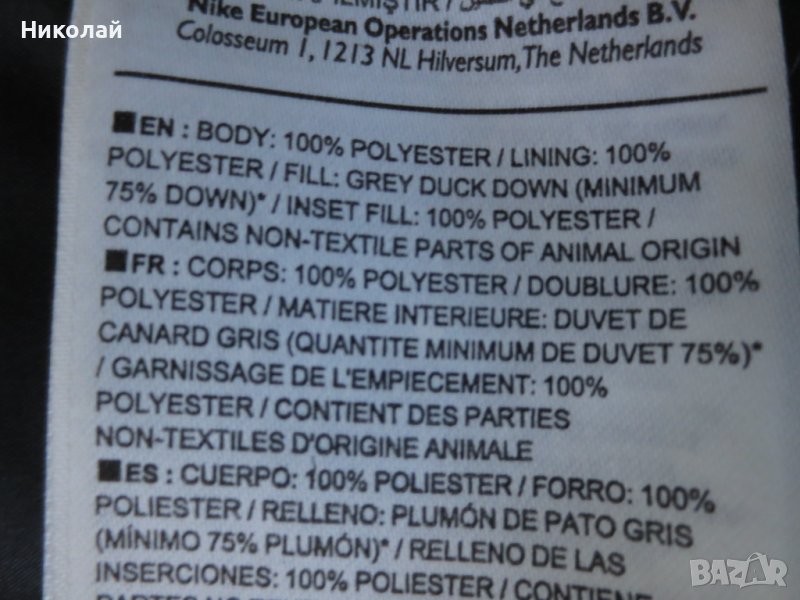 Николай
Nike European Operations Netherlands B.V.
Colosseum 1, 1213 NL Hilversum, The Netherlands
■EN : BODY: 100% POLYESTER / LINING: 100%
POLYESTER / FILL: GREY DUCK DOWN (MINIMUM
75% DOWN)* / INSET FILL: 100% POLYESTER /
CONTAINS NON-TEXTILE PARTS OF ANIMAL ORIGIN
■FR : CORPS: 100% POLYESTER / DOUBLURE: 100%
POLYESTER / MATIERE INTERIEURE: DUVET DE
CANARD GRIS (QUANTITE MINIMUM DE DUVET 75%)*
/ GARNISSAGE DE L'EMPIECEMENT: 100%
POLYESTER / CONTIENT DES PARTIES
NON-TEXTILES D'ORIGINE ANIMALE
■ES : CUERPO: 100% POLIESTER / FORRO: 100%
POLIESTER / RELLENO: PLUMÓN DE PATO GRIS
(MÍNIMO 75% PLUMÓN)* / RELLENO DE LAS
INSERCIONES: 100% POLIESTER / CONTIENE
BAZAR